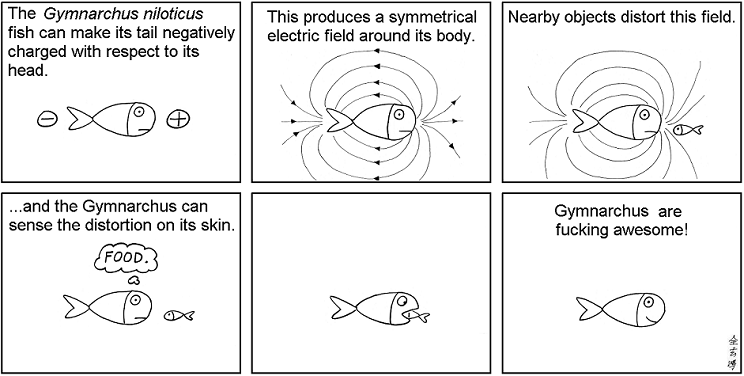 The Gymnarchus niloticus
fish can make its tail negatively
charged with respect to its
head.
− +
This produces a symmetrical
electric field around its body.
Nearby objects distort this field.
...and the Gymnarchus can
sense the distortion on its skin.
FOOD.
Gymnarchus are
fucking awesome!